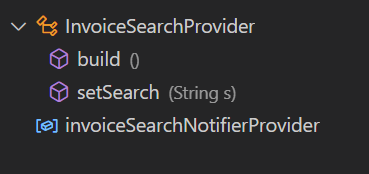 InvoiceSearchProvider
build ()
setSearch (String s)
invoiceSearchNotifierProvider